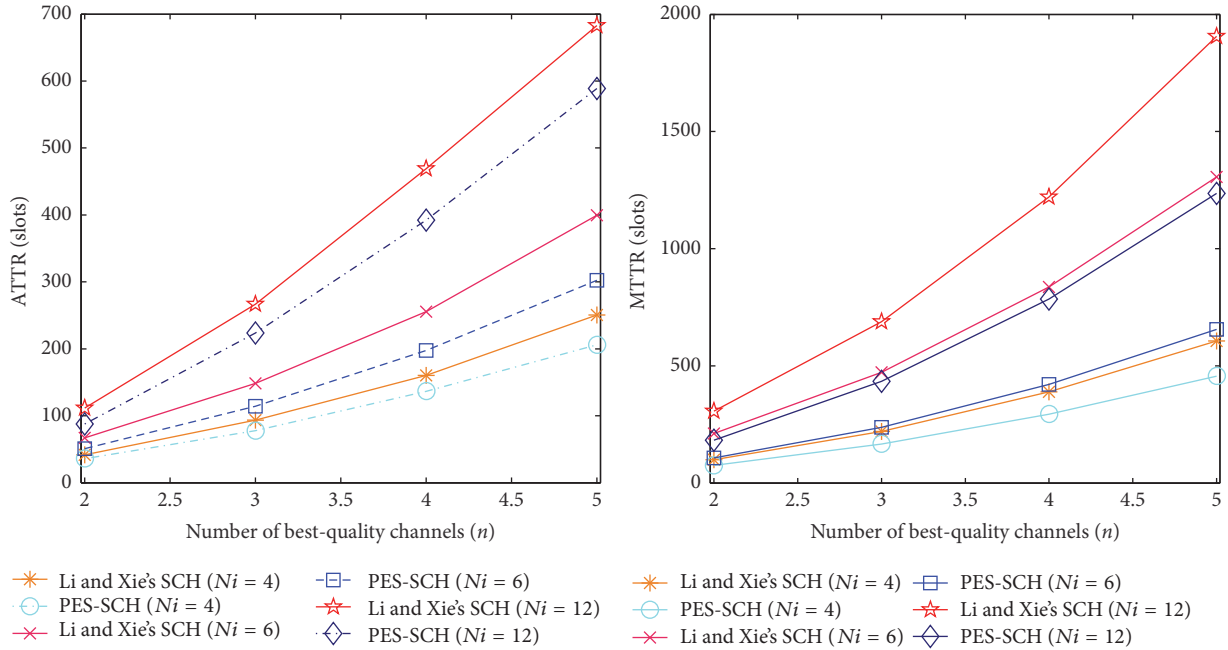 700
600
500
400
300
200
100
0
ATTR (slots)
2
2.5
3
3.5
4
4.5
5
Number of best-quality channels (n)
Li and Xie's SCH (Ni = 4)
PES-SCH (Ni = 4)
Li and Xie's SCH (Ni = 6)
PES-SCH (Ni = 6)
Li and Xie's SCH (Ni = 12)
PES-SCH (Ni = 12)
2000
1500
1000
500
0
MTTR (slots)
2
2.5
3
3.5
4
4.5
5
Number of best-quality channels (n)
Li and Xie's SCH (Ni = 4)
PES-SCH (Ni = 4)
Li and Xie's SCH (Ni = 6)
PES-SCH (Ni = 6)
Li and Xie's SCH (Ni = 12)
PES-SCH (Ni = 12)